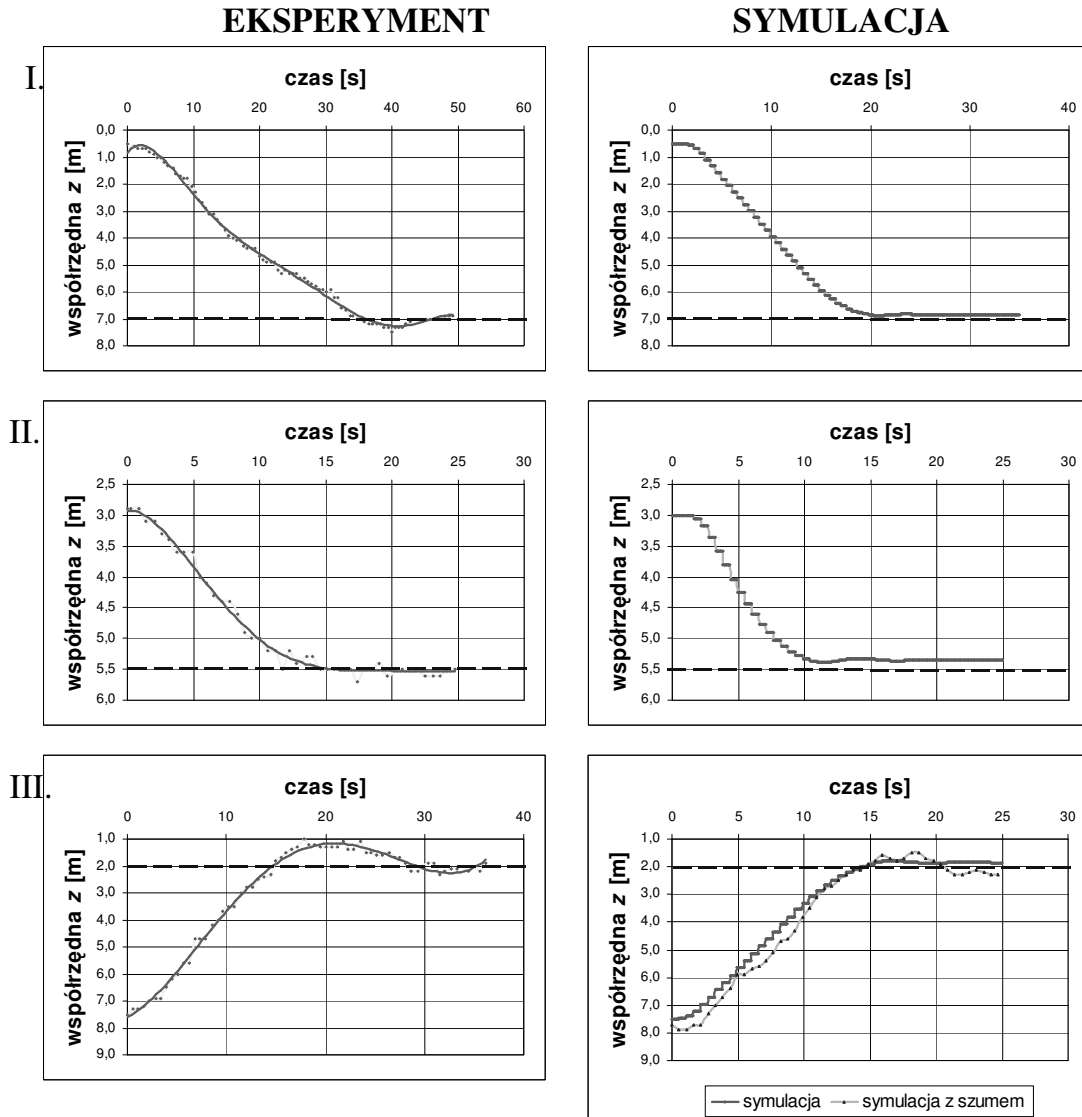 EKSPERYMENT
SYMULACJA
I.
czas [s]
0 10 20 30 40 50 60
współrzędna z [m]
0,0
1,0
2,0
3,0
4,0
5,0
6,0
7,0
8,0
czas [s]
0 10 20 30 40
współrzędna z [m]
0,0
1,0
2,0
3,0
4,0
5,0
6,0
7,0
8,0
II.
czas [s]
0 5 10 15 20 25 30
współrzędna z [m]
2,5
3,0
3,5
4,0
4,5
5,0
5,5
6,0
czas [s]
0 5 10 15 20 25 30
współrzędna z [m]
2,5
3,0
3,5
4,0
4,5
5,0
5,5
6,0
III.
czas [s]
0 10 20 30 40
współrzędna z [m]
1,0
2,0
3,0
4,0
5,0
6,0
7,0
8,0
9,0
czas [s]
0 5 10 15 20 25 30
współrzędna z [m]
1,0
2,0
3,0
4,0
5,0
6,0
7,0
8,0
9,0
symulacja symulacja z szumem